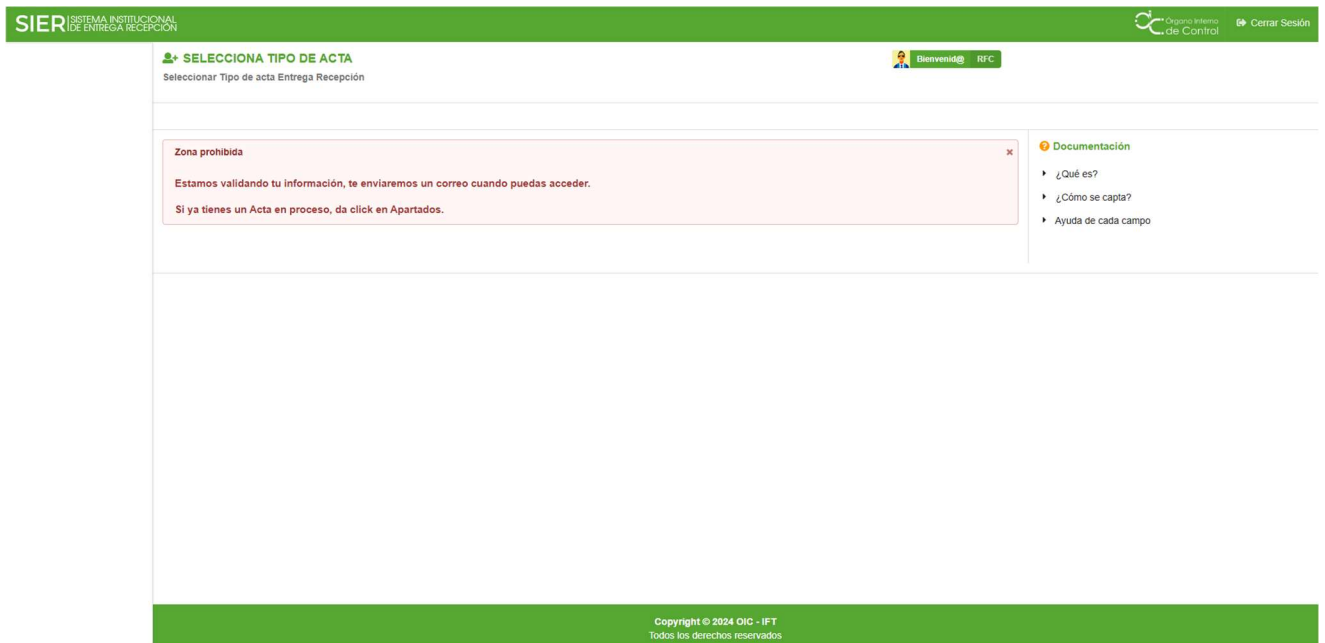 SIER SISTEMA INSTITUCIONAL
DE ENTREGA RECEPCIÓN
Órgano Interno
de Control
Cerrar Sesión
SELECCIONA TIPO DE ACTA
Seleccionar Tipo de acta Entrega Recepción
Bienvenid@ RFC
Zona prohibida
Estamos validando tu información, te enviaremos un correo cuando puedas acceder.
Si ya tienes un Acta en proceso, da click en Apartados.
Documentación
¿Qué es?
¿Cómo se capta?
Ayuda de cada campo
Copyright © 2024 OIC - IFT
Todos los derechos reservados